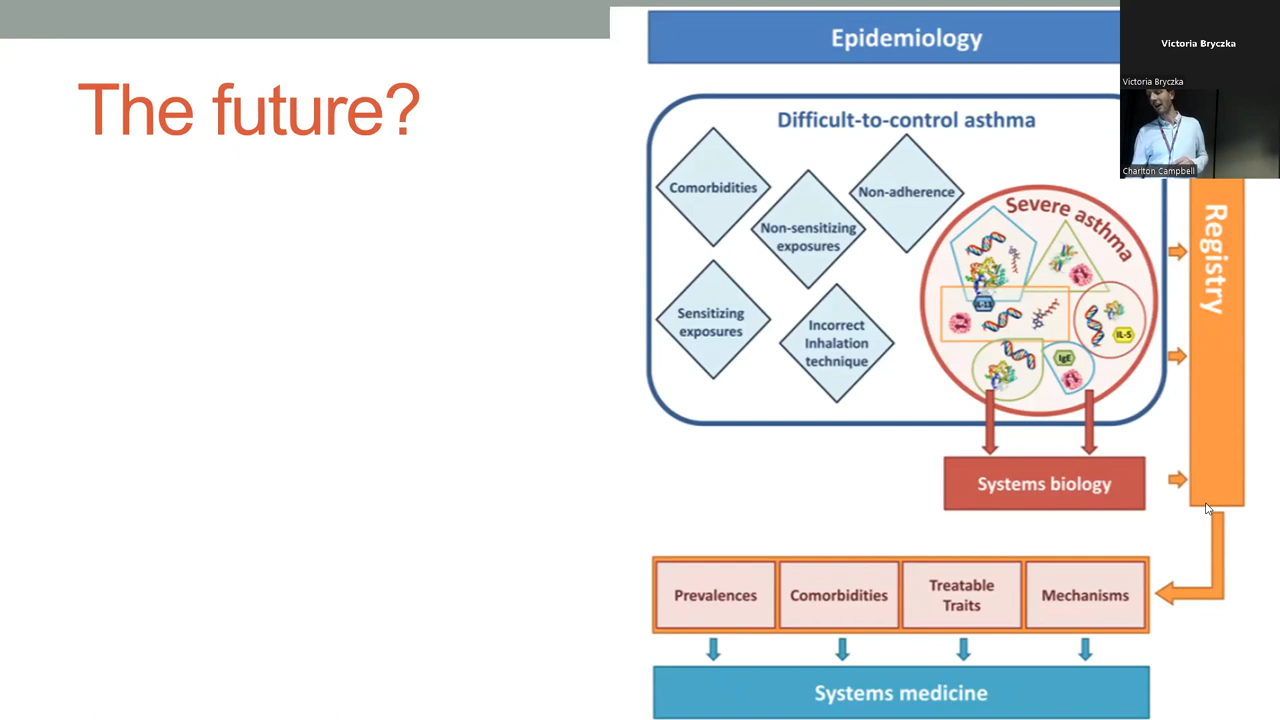 The future?
Epidemiology
Victoria Bryczka
Victoria Bryczka
Charlton Campbell
Difficult-to-control asthma
Comorbidities
Non-sensitizing
exposures
Non-adherence
Sensitizing
exposures
Incorrect
Inhalation
technique
Severe asthma
IL-13
IL-5
IgE
Registry
Systems biology
Prevalences
Comorbidities
Treatable
Traits
Mechanisms
Systems medicine